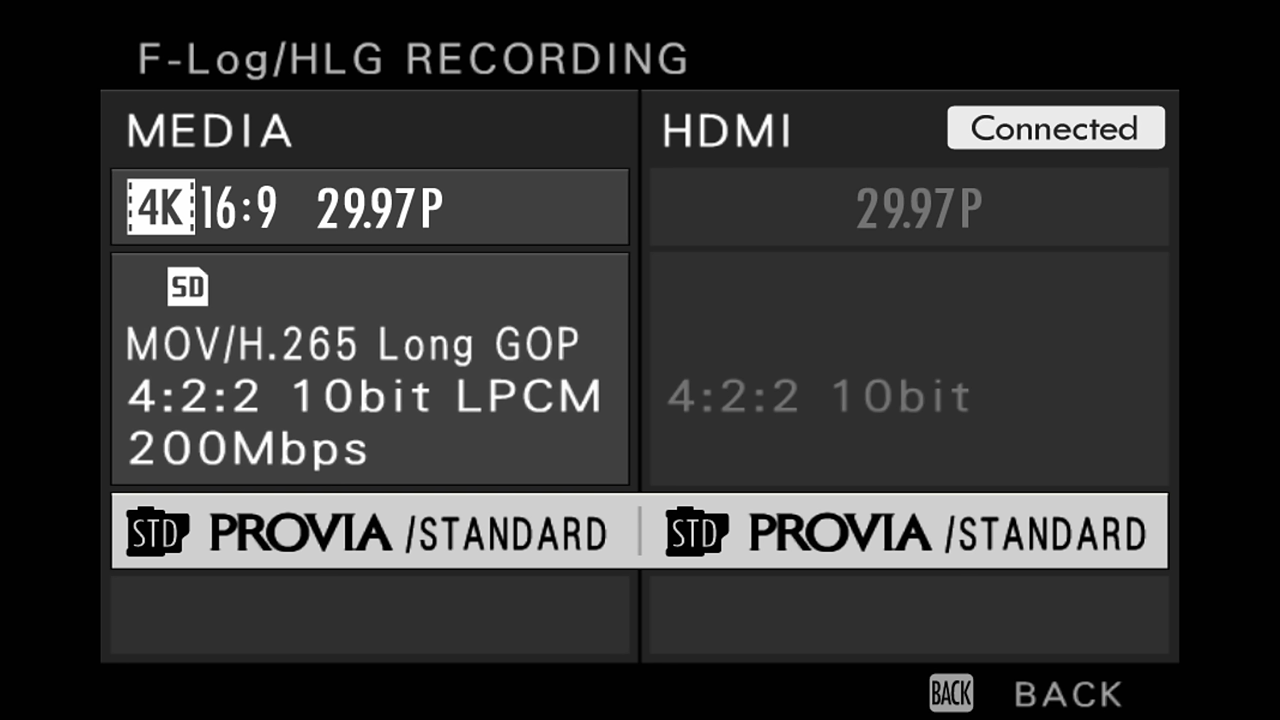 F-Log/HLG RECORDING
MEDIA
HDMI
Connected
4K 16:9 29.97P
29.97P
SD
MOV/H.265 Long GOP
4:2:2 10bit LPCM
200Mbps
4:2:2 10bit
STD PROVIA /STANDARD
STD PROVIA /STANDARD
BACK BACK